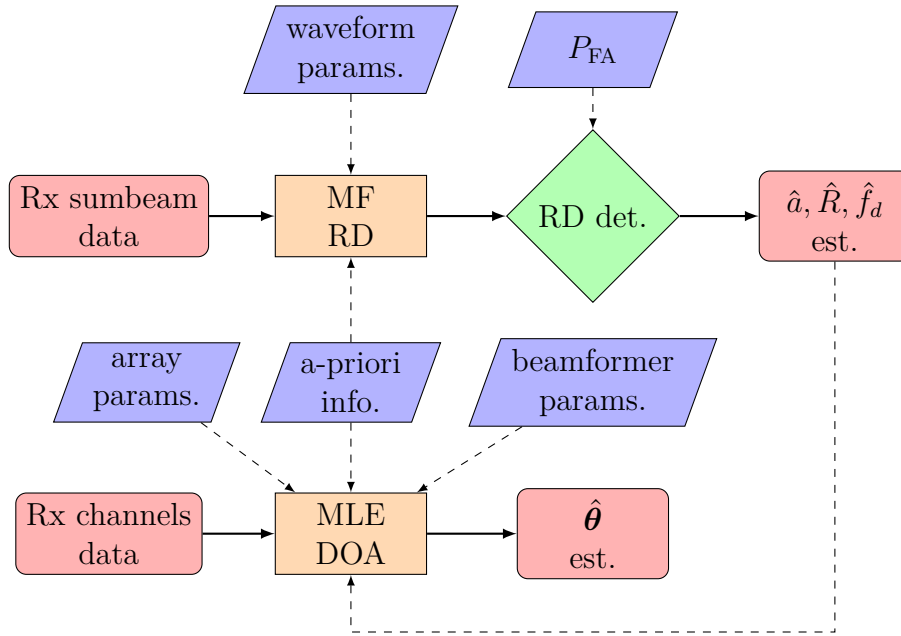 waveform
params.
P_FA
Rx sumbeam
data
MF
RD
RD det.
â, R̂, f̂_d
est.
array
params.
a-priori
info.
beamformer
params.
Rx channels
data
MLE
DOA
θ̂
est.